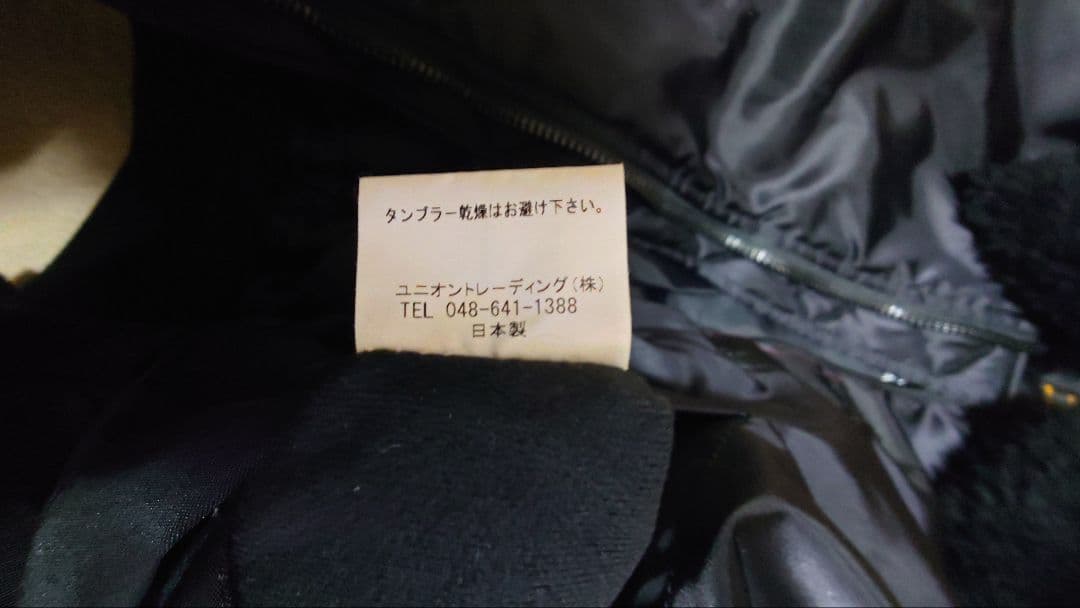 タンブラー乾燥はお避け下さい。
ユニオントレーディング(株)
TEL 048-641-1388
日本製